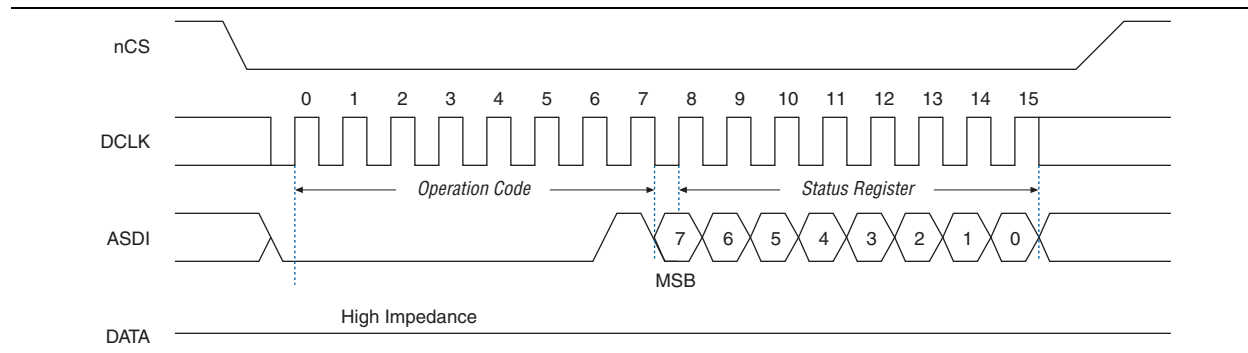 nCS
0 1 2 3 4 5 6 7 8 9 10 11 12 13 14 15
DCLK
Operation Code Status Register
ASDI 7 6 5 4 3 2 1 0
MSB
High Impedance
DATA